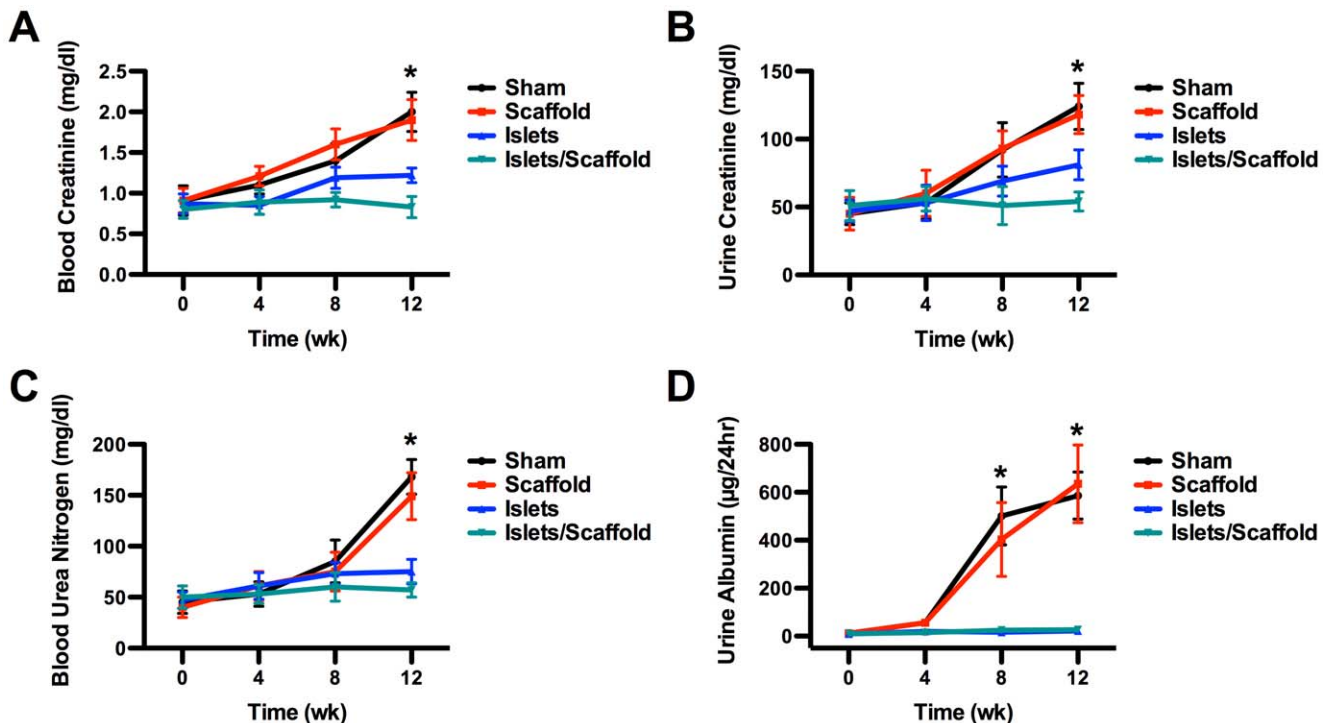 A
Blood Creatinine (mg/dl)
2.5
2.0
1.5
1.0
0.5
0.0
*
0 4 8 12
Time (wk)
Sham
Scaffold
Islets
Islets/Scaffold
B
Urine Creatinine (mg/dl)
150
100
50
0
*
0 4 8 12
Time (wk)
Sham
Scaffold
Islets
Islets/Scaffold
C
Blood Urea Nitrogen (mg/dl)
200
150
100
50
0
*
0 4 8 12
Time (wk)
Sham
Scaffold
Islets
Islets/Scaffold
D
Urine Albumin (µg/24hr)
800
600
400
200
0
*
*
0 4 8 12
Time (wk)
Sham
Scaffold
Islets
Islets/Scaffold